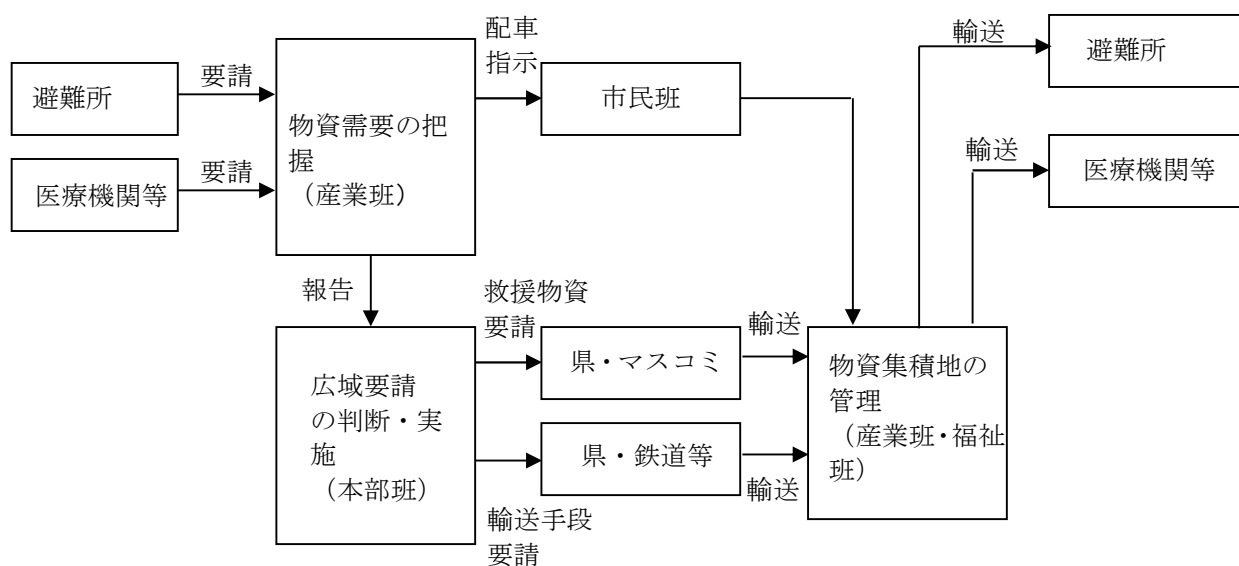 避難所
要請
医療機関等
要請
物資需要の把
握
（産業班）
配車
指示
市民班
輸送
避難所
輸送
医療機関等
報告
広域要請
の判断・実
施
（本部班）
救援物資
要請
県・マスコミ
輸送
県・鉄道等
輸送
輸送手段
要請
物資集積地の
管理
（産業班・福祉
班）